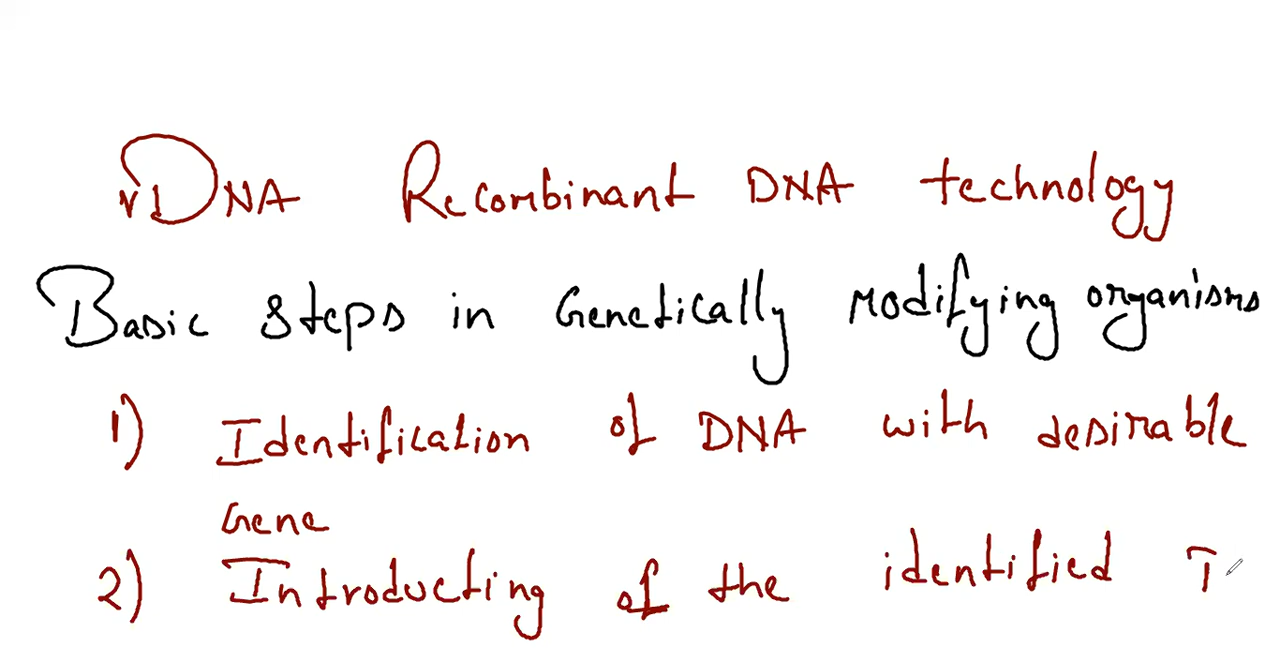 rDNA Recombinant DNA technology
Basic steps in Genetically modifying organisms
1) Identification of DNA with desirable
Gene
2) Introducting of the identified